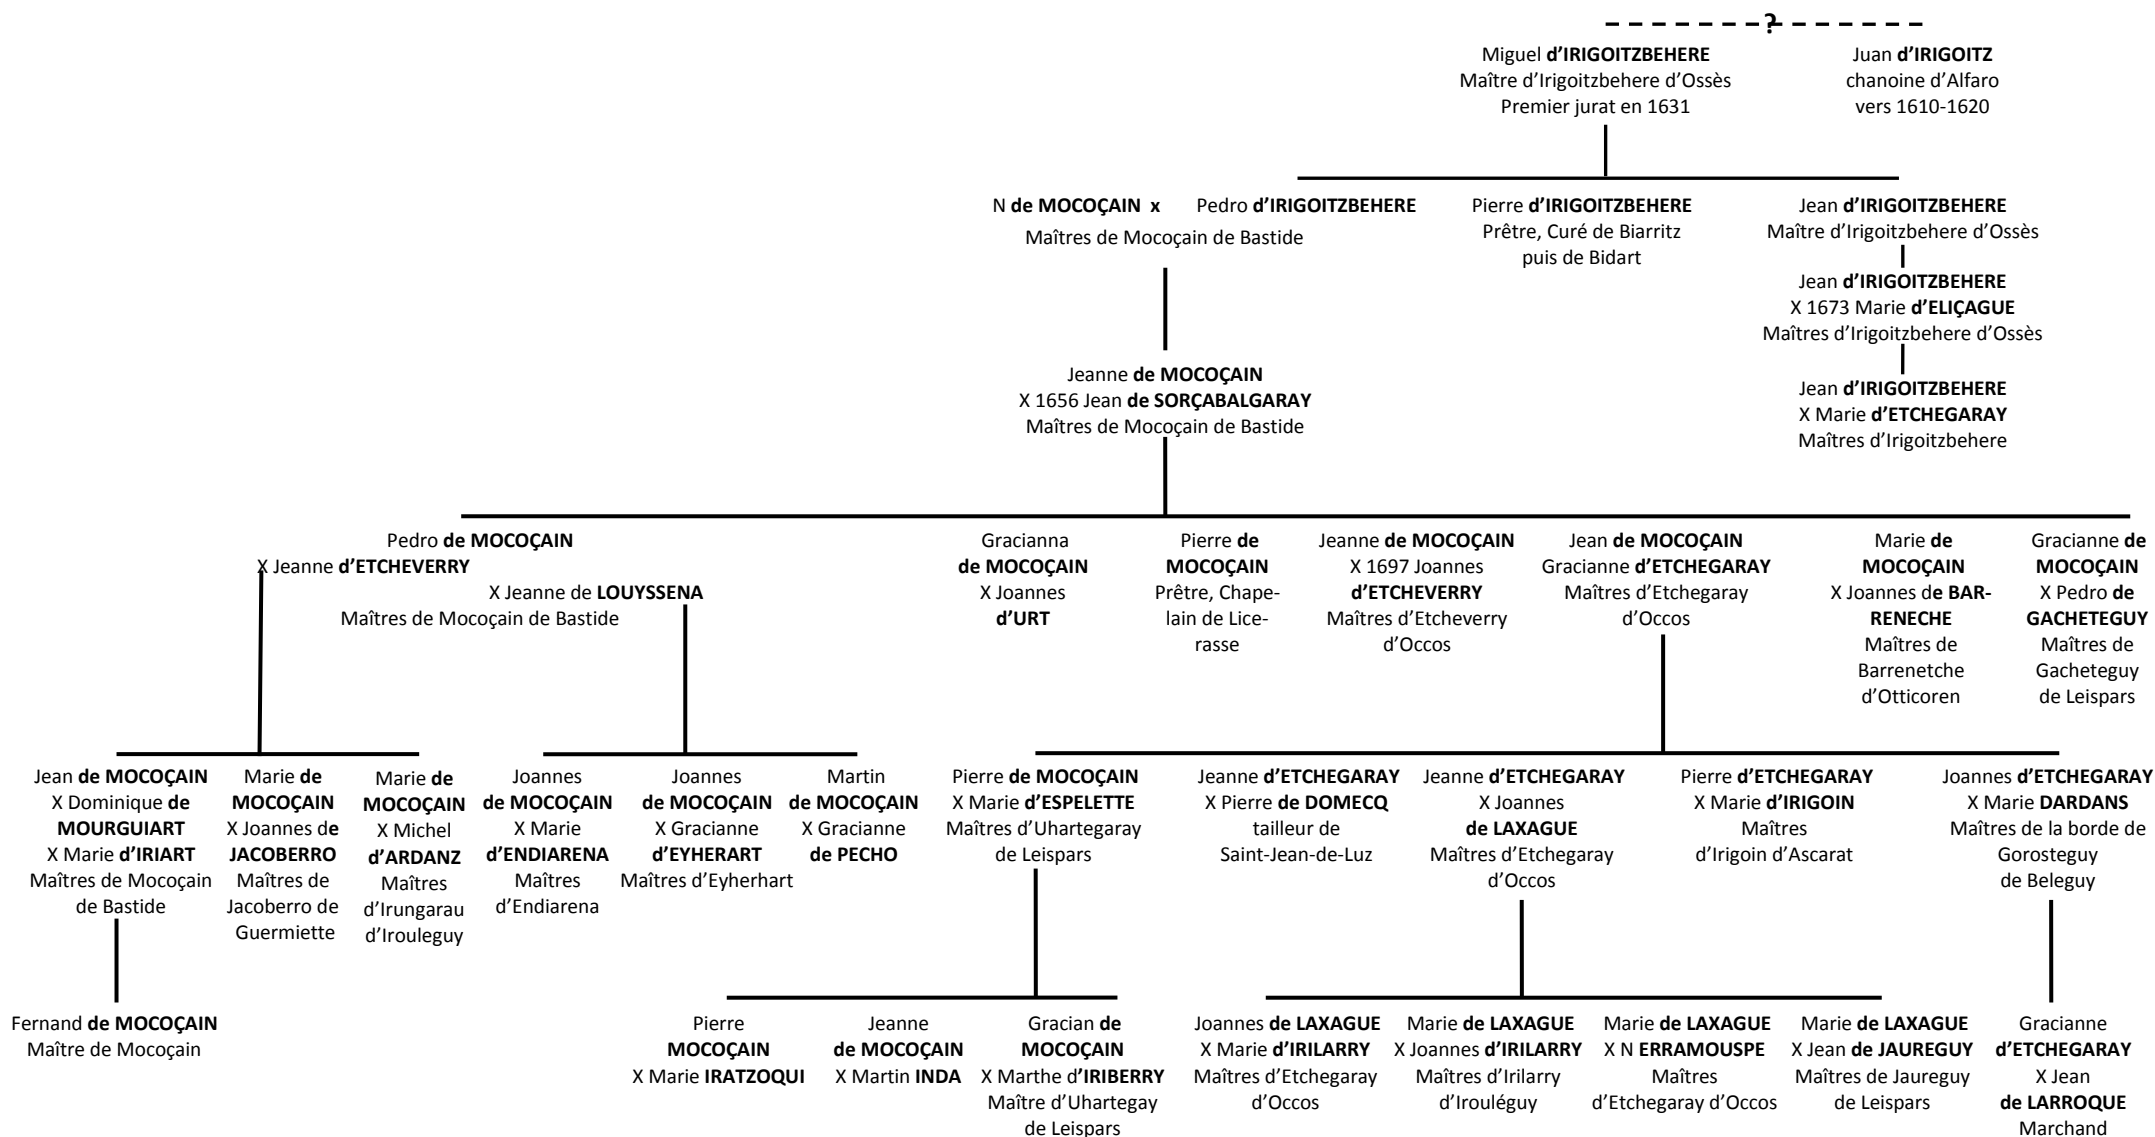 ?
Miguel d’IRIGOITZBEHERE
Maître d’Irigoitzbehere d’Ossès
Premier jurat en 1631
Juan d’IRIGOITZ
chanoine d’Alfaro
vers 1610-1620
N de MOCOÇAIN x Pedro d’IRIGOITZBEHERE
Maîtres de Mocoçain de Bastide
Pierre d’IRIGOITZBEHERE
Prêtre, Curé de Biarritz
puis de Bidart
Jean d’IRIGOITZBEHERE
Maître d’Irigoitzbehere d’Ossès
Jean d’IRIGOITZBEHERE
X 1673 Marie d’ELIÇAGUE
Maîtres d’Irigoitzbehere d’Ossès
Jean d’IRIGOITZBEHERE
X Marie d’ETCHEGARAY
Maîtres d’Irigoitzbehere
Jeanne de MOCOÇAIN
X 1656 Jean de SORÇABALGARAY
Maîtres de Mocoçain de Bastide
Pedro de MOCOÇAIN
X Jeanne d’ETCHEVERRY
X Jeanne de LOUYSSENA
Maîtres de Mocoçain de Bastide
Gracianna
de MOCOÇAIN
X Joannes
d’URT
Pierre de
MOCOÇAIN
Prêtre, Chape-
lain de Lice-
rasse
Jeanne de MOCOÇAIN
X 1697 Joannes
d’ETCHEVERRY
Maîtres d’Etcheverry
d’Occos
Jean de MOCOÇAIN
Gracianne d’ETCHEGARAY
Maîtres d’Etchegaray
d’Occos
Marie de
MOCOÇAIN
X Joannes de BAR-
RENECHE
Maîtres de
Barrenetche
d’Otticoren
Gracianne de
MOCOÇAIN
X Pedro de
GACHETEGUY
Maîtres de
Gacheteguy
de Leispars
Jean de MOCOÇAIN
X Dominique de
MOURGUIART
X Marie d’IRIART
Maîtres de Mocoçain
de Bastide
Marie de
MOCOÇAIN
X Joannes de
JACOBERRO
Maîtres de
Jacoberro de
Guermiette
Marie de
MOCOÇAIN
X Michel
d’ARDANZ
Maîtres
d’Irungarau
d’Irouleguy
Joannes
de MOCOÇAIN
X Marie
d’ENDIARENA
Maîtres
d’Endiarena
Joannes
de MOCOÇAIN
X Gracianne
d’EYHERART
Maîtres d’Eyherhart
Martin
de MOCOÇAIN
X Gracianne
de PECHO
Pierre de MOCOÇAIN
X Marie d’ESPELETTE
Maîtres d’Uhartegaray
de Leispars
Jeanne d’ETCHEGARAY
X Pierre de DOMECQ
tailleur de
Saint-Jean-de-Luz
Jeanne d’ETCHEGARAY
X Joannes
de LAXAGUE
Maîtres d’Etchegaray
d’Occos
Pierre d’ETCHEGARAY
X Marie d’IRIGOIN
Maîtres
d’Irigoin d’Ascarat
Joannes d’ETCHEGARAY
X Marie DARDANS
Maîtres de la borde de
Gorosteguy
de Beleguy
Fernand de MOCOÇAIN
Maître de Mocoçain
Pierre
MOCOÇAIN
X Marie IRATZOQUI
Jeanne
de MOCOÇAIN
X Martin INDA
Gracian de
MOCOÇAIN
X Marthe d’IRIBERRY
Maître d’Uhartegay
de Leispars
Joannes de LAXAGUE
X Marie d’IRILARRY
Maîtres d’Etchegaray
d’Occos
Marie de LAXAGUE
X Joannes d’IRILARRY
Maîtres d’Irilarry
d’Irouléguy
Marie de LAXAGUE
X N ERRAMOUSPE
Maîtres
d’Etchegaray d’Occos
Marie de LAXAGUE
X Jean de JAUREGUY
Maîtres de Jaureguy
de Leispars
Gracianne
d’ETCHEGARAY
X Jean
de LARROQUE
Marchand